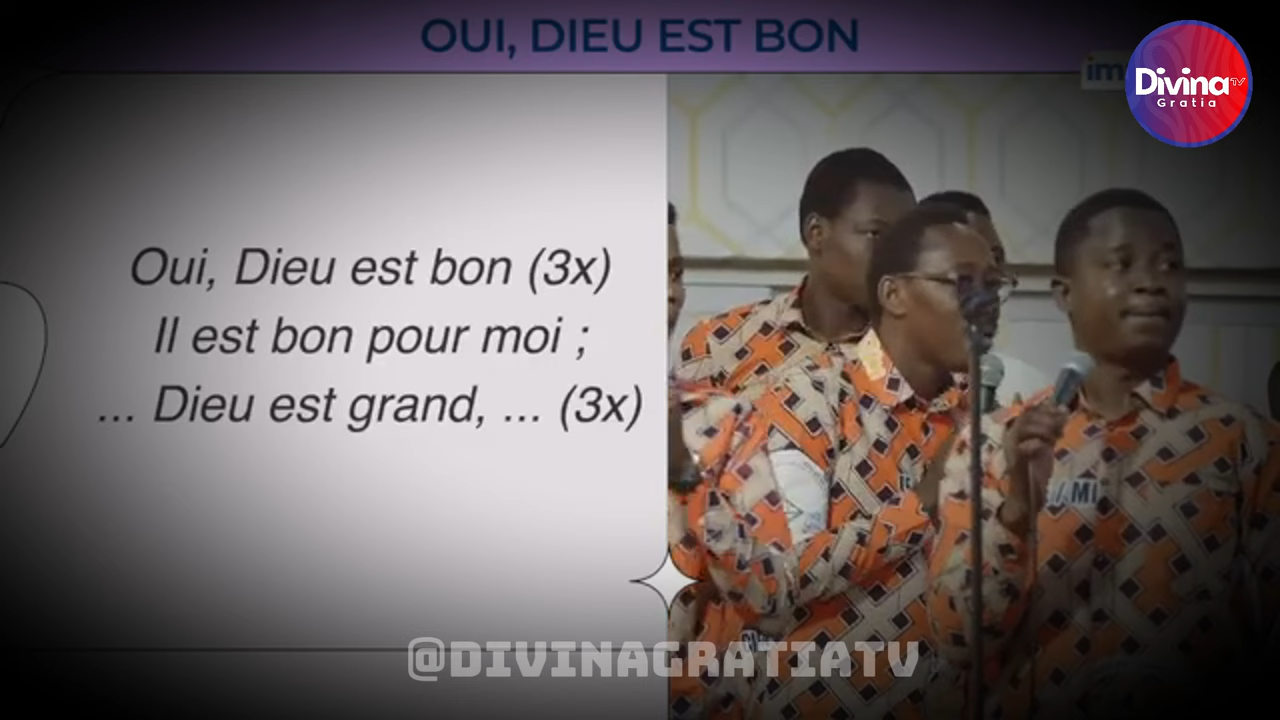 OUI, DIEU EST BON
Divina TV
Gratia
Oui, Dieu est bon (3x)
Il est bon pour moi ;
... Dieu est grand, ... (3x)
@DIVINAGRATIATV